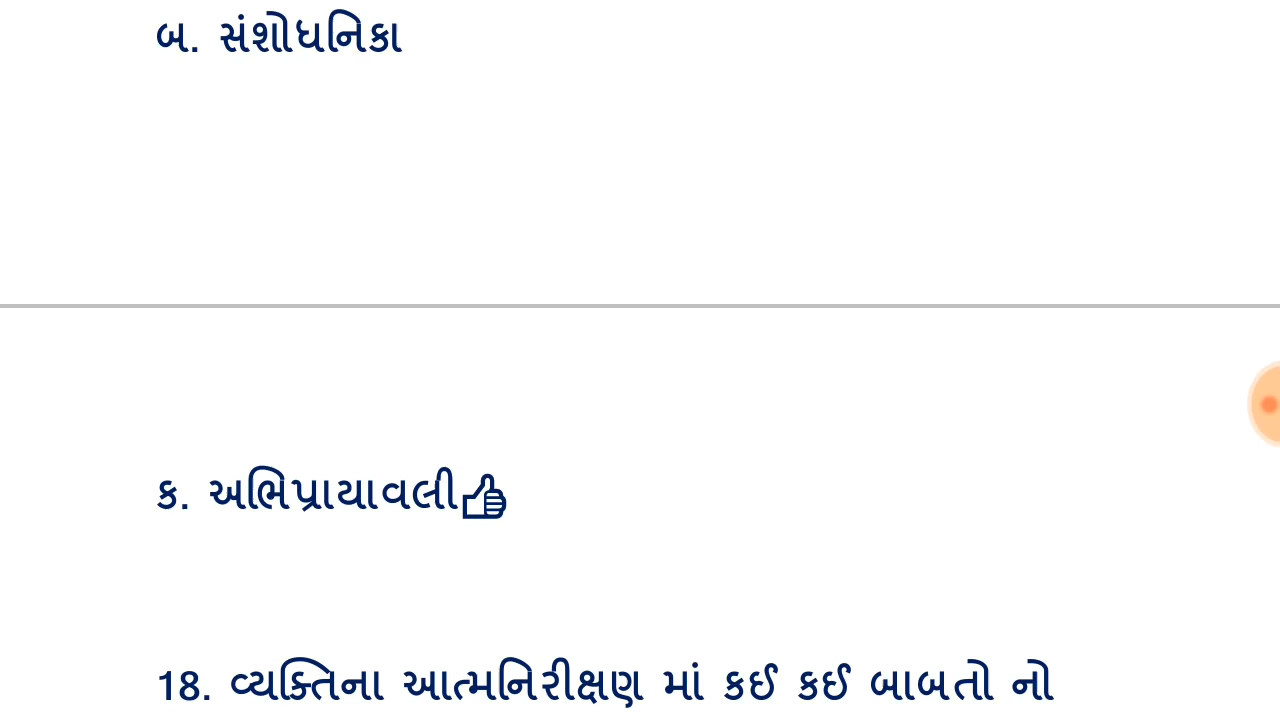 બ. સંશોધનિકા
ક. અભિપ્રાયાવલી👍
18. વ્યક્તિના આત્મનિરીક્ષણ માં કઈ કઈ બાબતો નો